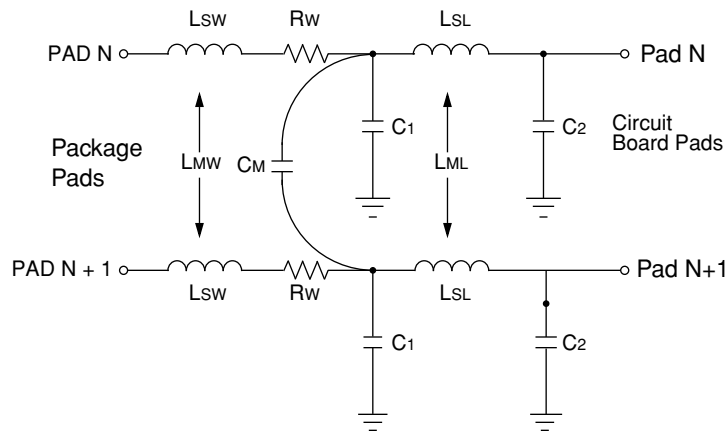 LSW RW LSL
PAD N Pad N
C1 C2 Circuit
Board Pads
Package
Pads
LMW CM LML
PAD N + 1 Pad N+1
LSW RW LSL
C1 C2